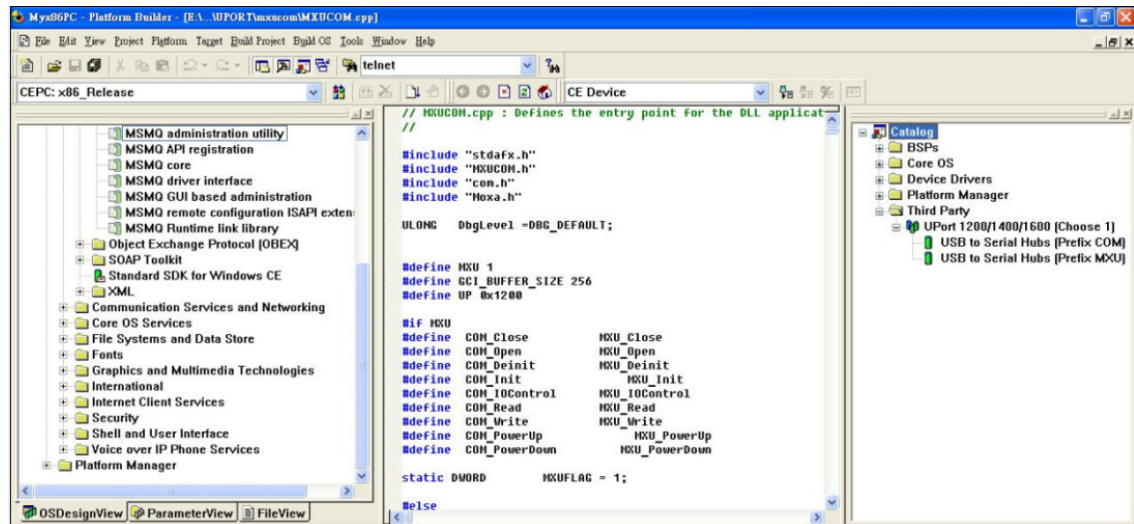 Myx86PC - Platform Builder - [E:\...\UPORT\mxucom\MXUCOM.cpp]
File Edit View Project Platform Target Build Project Build OS Tools Window Help
telnet
CEPC: x86_Release
CE Device
MSMQ administration utility
MSMQ API registration
MSMQ core
MSMQ driver interface
MSMQ GUI based administration
MSMQ remote configuration ISAPI exten
MSMQ Runtime link library
Object Exchange Protocol (OBEX)
SOAP Toolkit
Standard SDK for Windows CE
XML
Communication Services and Networking
Core OS Services
File Systems and Data Store
Fonts
Graphics and Multimedia Technologies
International
Internet Client Services
Security
Shell and User Interface
Voice over IP Phone Services
Platform Manager
OSDesignView ParameterView FileView
// MXUCOM.cpp : Defines the entry point for the DLL applicat
//
#include "stdafx.h"
#include "MXUCOM.h"
#include "com.h"
#include "Moxa.h"
ULONG DbgLevel =DBG_DEFAULT;
#define MXU 1
#define GCI_BUFFER_SIZE 256
#define UP 0x1200
#if MXU
#define COM_Close MXU_Close
#define COM_Open MXU_Open
#define COM_Deinit MXU_Deinit
#define COM_Init MXU_Init
#define COM_IOControl MXU_IOControl
#define COM_Read MXU_Read
#define COM_Write MXU_Write
#define COM_PowerUp MXU_PowerUp
#define COM_PowerDown MXU_PowerDown
static DWORD MXUFLAG = 1;
#else
Catalog
BSPs
Core OS
Device Drivers
Platform Manager
Third Party
UPort 1200/1400/1600 (Choose 1)
USB to Serial Hubs (Prefix COM)
USB to Serial Hubs (Prefix MXU)